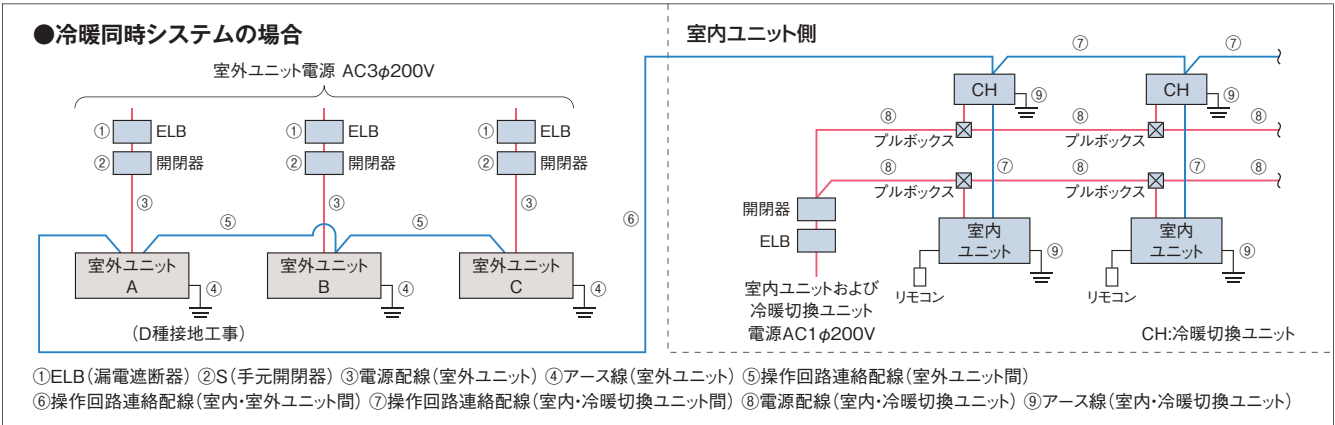 ●冷暖同時システムの場合
室外ユニット電源 AC3φ200V
① ELB ① ELB ① ELB
② 開閉器 ② 開閉器 ② 開閉器
③ ③ ③
⑤ ⑤ ⑥
室外ユニット
A
室外ユニット
B
室外ユニット
C
④ ④ ④
(D種接地工事)
室内ユニット側
⑦ ⑦
CH ⑨ CH ⑨
⑧ ⑧ ⑧
プルボックス プルボックス
⑧ ⑦ ⑧ ⑦ ⑧
プルボックス プルボックス
開閉器
ELB
室内
ユニット
⑨
室内
ユニット
⑨
リモコン リモコン
室内ユニットおよび
冷暖切換ユニット
電源AC1φ200V
CH:冷暖切換ユニット
①ELB(漏電遮断器) ②S(手元開閉器) ③電源配線(室外ユニット) ④アース線(室外ユニット) ⑤操作回路連絡配線(室外ユニット間)
⑥操作回路連絡配線(室内・室外ユニット間) ⑦操作回路連絡配線(室内・冷暖切換ユニット間) ⑧電源配線(室内・冷暖切換ユニット) ⑨アース線(室内・冷暖切換ユニット)